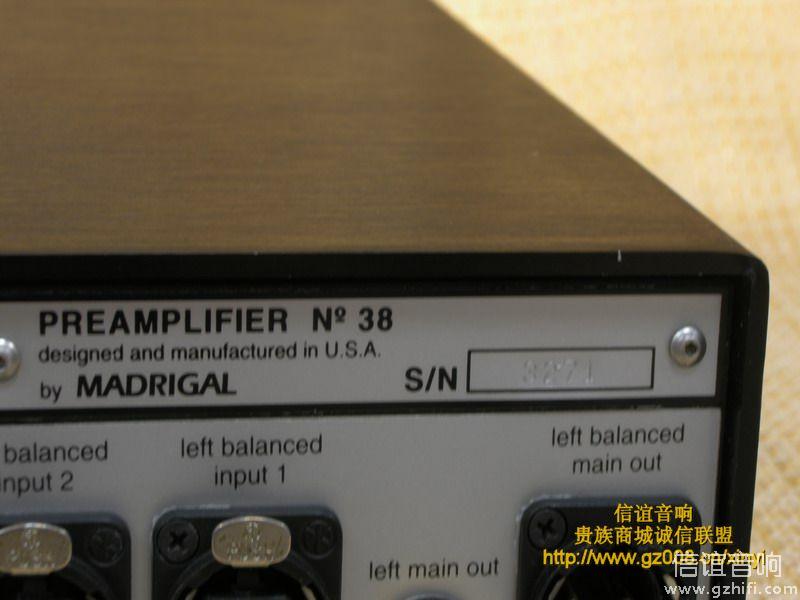 PREAMPLIFIER Nº 38
designed and manufactured in U.S.A.
by MADRIGAL
S/N 3271
balanced
input 2
left balanced
input 1
left balanced
main out
left main out
信谊音响
贵族商城诚信联盟
信谊音响
www.gzhifi.com